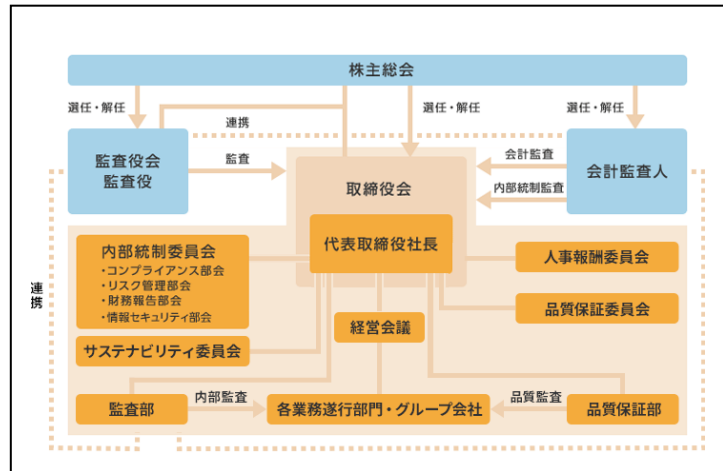 株主総会
選任・解任
選任・解任
選任・解任
連携
監査役会
監査役
監査
取締役会
会計監査
内部統制監査
会計監査人
代表取締役社長
内部統制委員会
・コンプライアンス部会
・リスク管理部会
・財務報告部会
・情報セキュリティ部会
人事報酬委員会
連携
経営会議
品質保証委員会
サステナビリティ委員会
監査部
内部監査
各業務遂行部門・グループ会社
品質監査
品質保証部